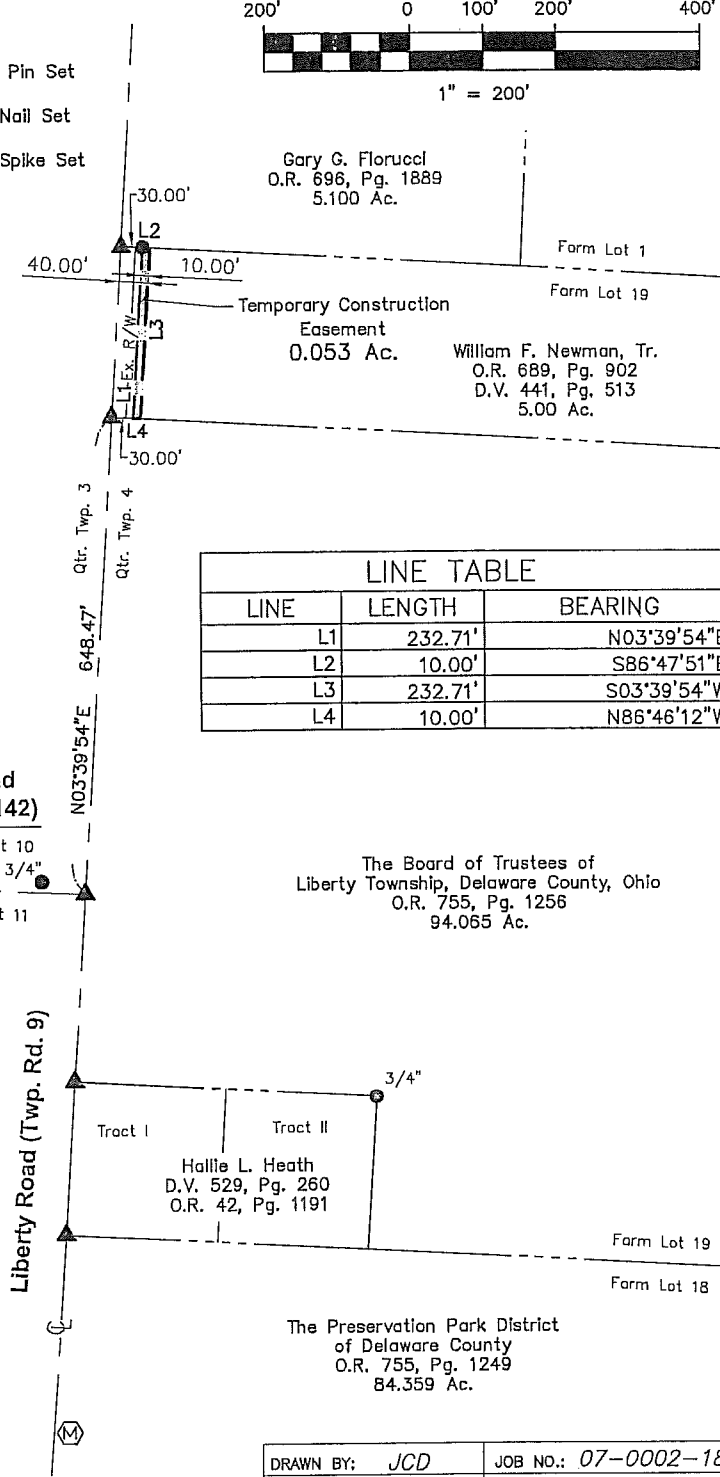 200' 0 100' 200' 400'
1" = 200'
Pin Set
Nail Set
Spike Set
Gary G. Florucci
O.R. 696, Pg. 1889
5.100 Ac.
30.00'
L2
40.00'
10.00'
Farm Lot 1
Farm Lot 19
Temporary Construction
Easement
0.053 Ac.
L1
Ex. R/W
L3
William F. Newman, Tr.
O.R. 689, Pg. 902
D.V. 441, Pg. 513
5.00 Ac.
L4
30.00'
Qtr. Twp. 3
Qtr. Twp. 4
N03°39'54"E 648.47'
LINE TABLE
LINE LENGTH BEARING
L1 232.71' N03°39'54"E
L2 10.00' S86°47'51"E
L3 232.71' S03°39'54"W
L4 10.00' N86°46'12"W
d
142)
t 10
3/4"
t 11
The Board of Trustees of
Liberty Township, Delaware County, Ohio
O.R. 755, Pg. 1256
94.065 Ac.
Liberty Road (Twp. Rd. 9)
3/4"
Tract I
Tract II
Hallie L. Heath
D.V. 529, Pg. 260
O.R. 42, Pg. 1191
Farm Lot 19
Farm Lot 18
The Preservation Park District
of Delaware County
O.R. 755, Pg. 1249
84.359 Ac.
M
DRAWN BY: JCD JOB NO.: 07-0002-18